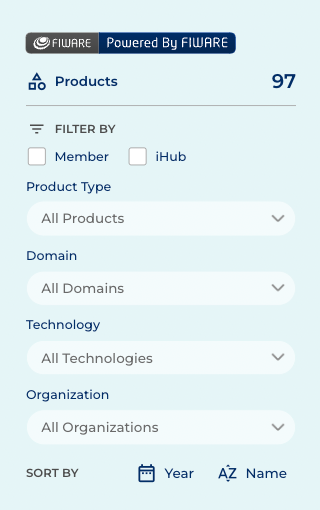 FIWARE Powered By FIWARE
Products 97
FILTER BY
Member iHub
Product Type
All Products
Domain
All Domains
Technology
All Technologies
Organization
All Organizations
SORT BY Year AZ Name